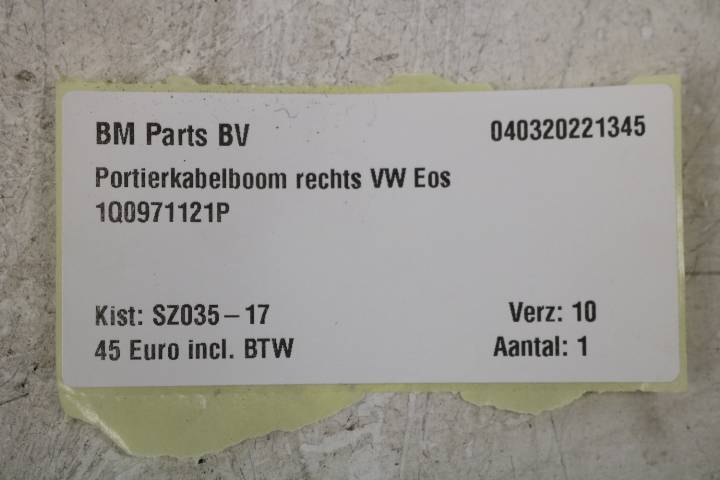 BM Parts BV 040320221345
Portierkabelboom rechts VW Eos
1Q0971121P
Kist: SZ035-17 Verz: 10
45 Euro incl. BTW Aantal: 1